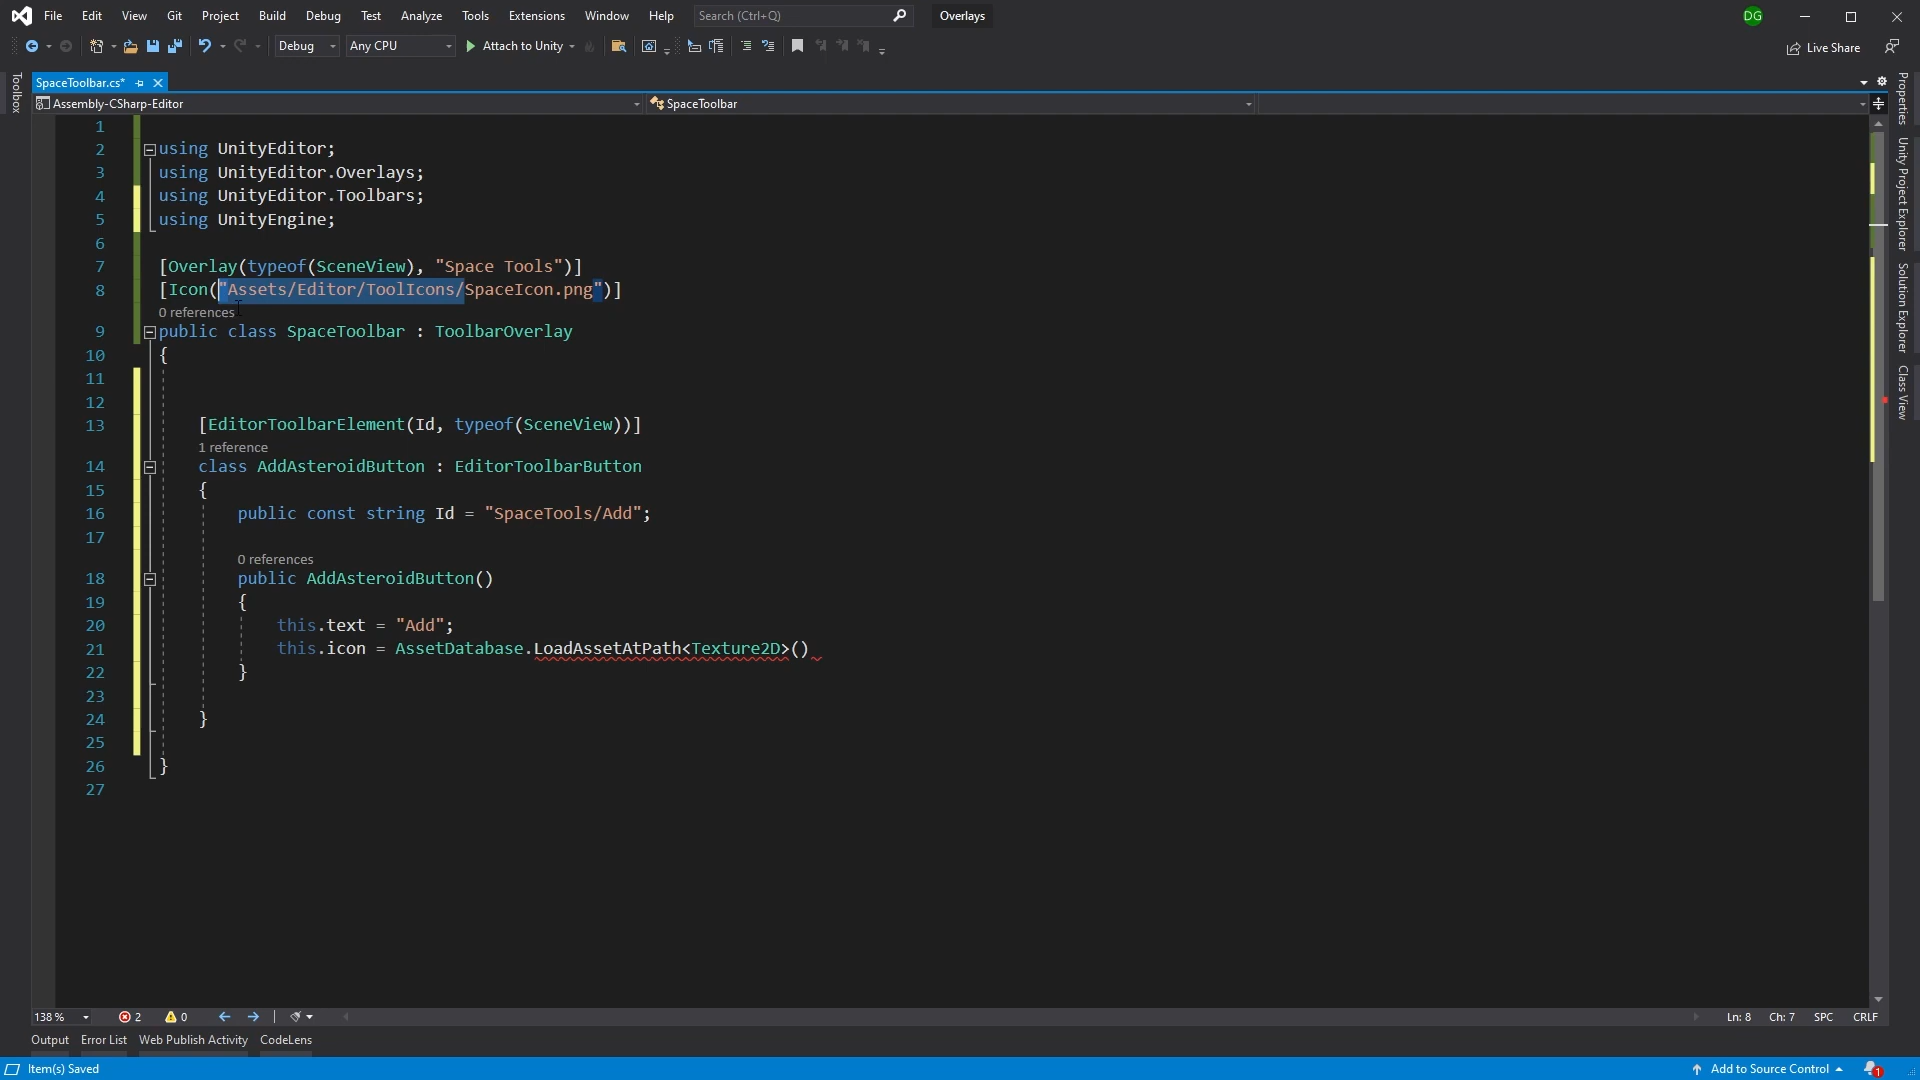 File Edit View Git Project Build Debug Test Analyze Tools Extensions Window Help Search (Ctrl+Q) Overlays DG
Debug Any CPU Attach to Unity Live Share
Toolbox
SpaceToolbar.cs*
Assembly-CSharp-Editor SpaceToolbar
1
2 using UnityEditor;
3 using UnityEditor.Overlays;
4 using UnityEditor.Toolbars;
5 using UnityEngine;
6
7 [Overlay(typeof(SceneView), "Space Tools")]
8 [Icon("Assets/Editor/ToolIcons/SpaceIcon.png")]
0 references
9 public class SpaceToolbar : ToolbarOverlay
10 {
11
12
13 [EditorToolbarElement(Id, typeof(SceneView))]
1 reference
14 class AddAsteroidButton : EditorToolbarButton
15 {
16 public const string Id = "SpaceTools/Add";
17
0 references
18 public AddAsteroidButton()
19 {
20 this.text = "Add";
21 this.icon = AssetDatabase.LoadAssetAtPath<Texture2D>()
22 }
23
24 }
25
26 }
27
Properties
Unity Project Explorer
Solution Explorer
Class View
138 % 2 0 Ln: 8 Ch: 7 SPC CRLF
Output Error List Web Publish Activity CodeLens
Item(s) Saved Add to Source Control 1